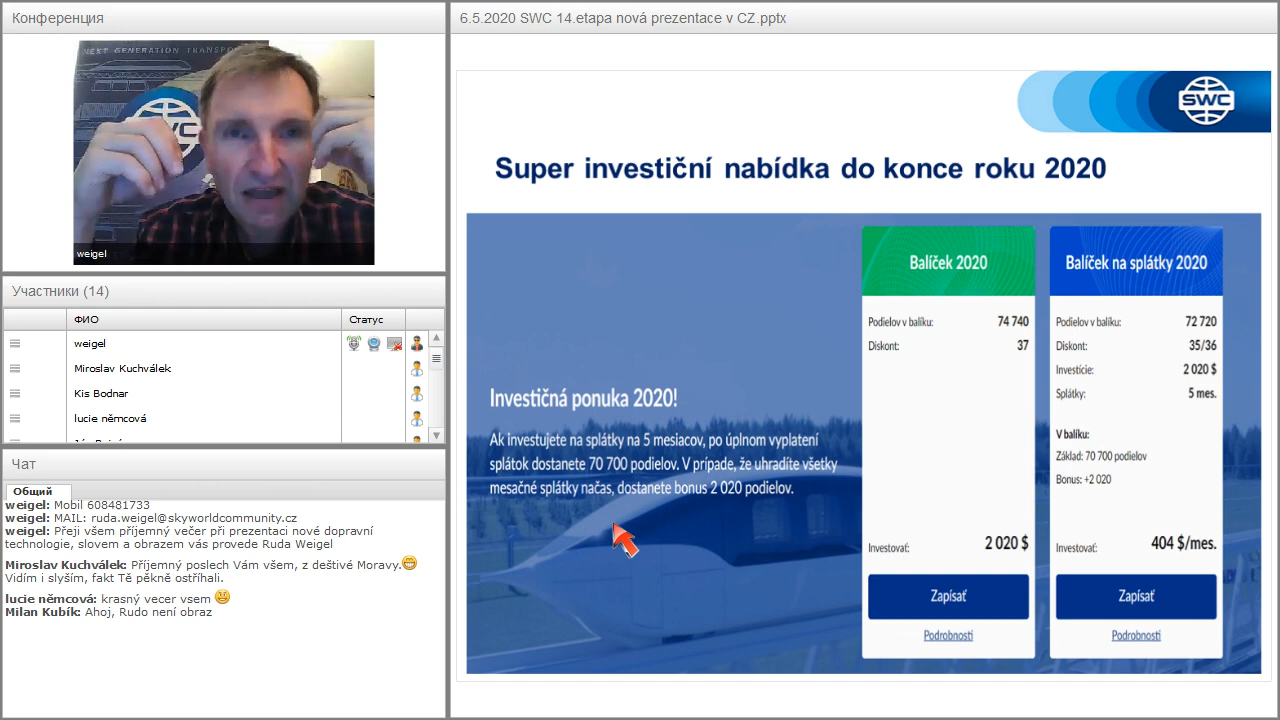 Конференция
NEXT GENERATION TRANSPO
SWC
weigel
Участники (14)
ФИО
Статус
weigel
Miroslav Kuchválek
Kis Bodnar
lucie němcová
Чат
Общий
weigel: Mobil 608481733
weigel: MAIL: ruda.weigel@skyworldcommunity.cz
weigel: Přeji všem příjemný večer při prezentaci nové dopravní
technologie, slovem a obrazem vás provede Ruda Weigel
Miroslav Kuchválek: Příjemný poslech Vám všem, z deštivé Moravy.
Vidím i slyším, fakt Tě pěkně ostříhali.
lucie němcová: krasný vecer vsem
Milan Kubík: Ahoj, Rudo není obraz
6.5.2020 SWC 14.etapa nová prezentace v CZ.pptx
SWC
Super investiční nabídka do konce roku 2020
Investičná ponuka 2020!
Ak investujete na splátky na 5 mesiacov, po úplnom vyplatení
splátok dostanete 70 700 podielov. V prípade, že uhradíte všetky
mesačné splátky načas, dostanete bonus 2 020 podielov.
Balíček 2020
Podielov v balíku: 74 740
Diskont: 37
Investovať: 2 020 $
Zapísať
Podrobnosti
Balíček na splátky 2020
Podielov v balíku: 72 720
Diskont: 35/36
Investície: 2 020 $
Splátky: 5 mes.
V balíku:
Základ: 70 700 podielov
Bonus: +2 020
Investovať: 404 $/mes.
Zapísať
Podrobnosti